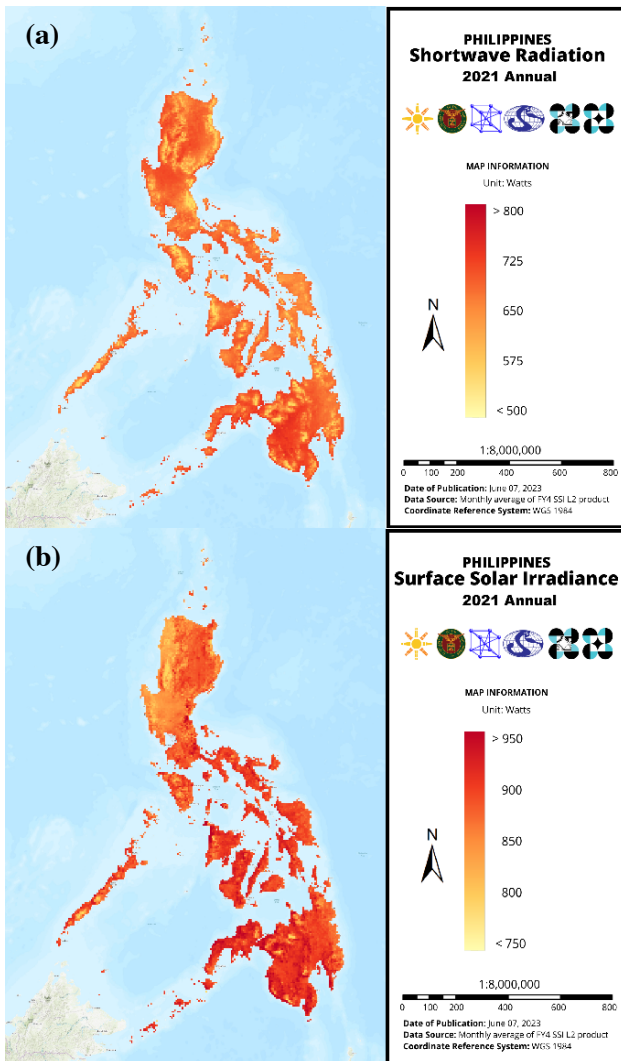 (a)
PHILIPPINES
Shortwave Radiation
2021 Annual
MAP INFORMATION
Unit: Watts
> 800
725
650
575
< 500
N
1:8,000,000
0 100 200 400 600 800
Date of Publication: June 07, 2023
Data Source: Monthly average of FY4 SSI L2 product
Coordinate Reference System: WGS 1984
(b)
PHILIPPINES
Surface Solar Irradiance
2021 Annual
MAP INFORMATION
Unit: Watts
> 950
900
850
800
< 750
N
1:8,000,000
0 100 200 400 600 800
Date of Publication: June 07, 2023
Data Source: Monthly average of FY4 SSI L2 product
Coordinate Reference System: WGS 1984